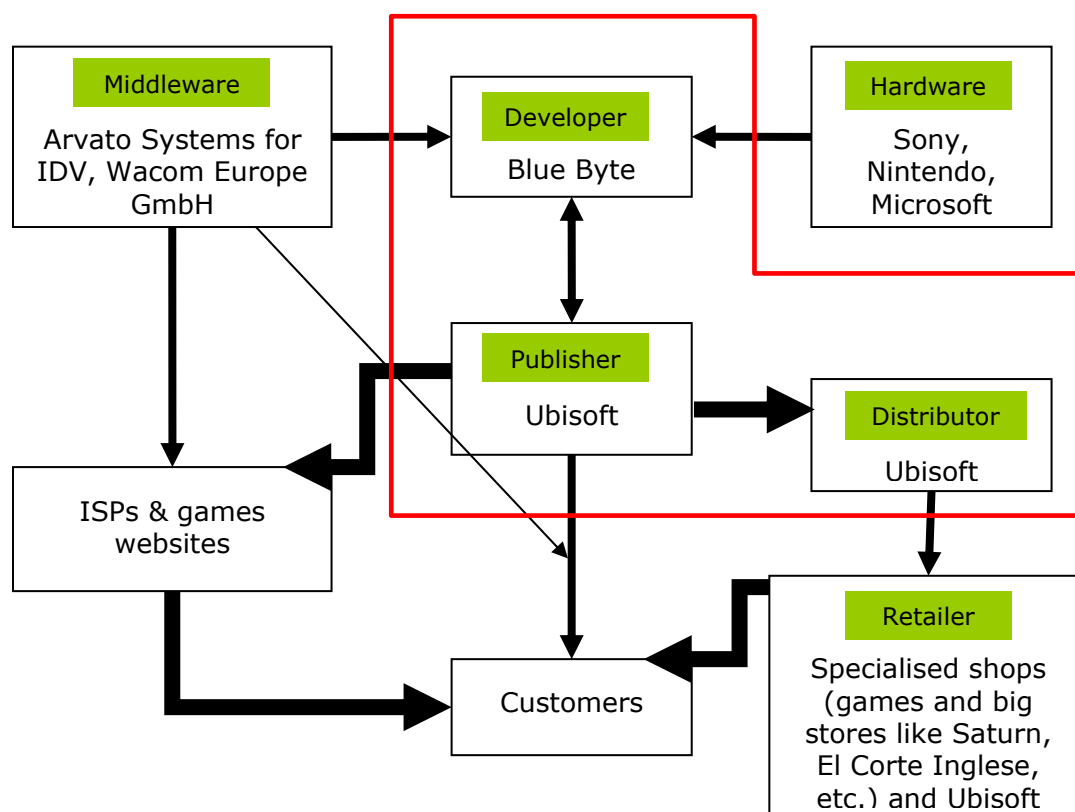 Middleware
Arvato Systems for
IDV, Wacom Europe
GmbH
Developer
Blue Byte
Hardware
Sony,
Nintendo,
Microsoft
Publisher
Ubisoft
Distributor
Ubisoft
ISPs & games
websites
Customers
Retailer
Specialised shops
(games and big
stores like Saturn,
El Corte Inglese,
etc.) and Ubisoft